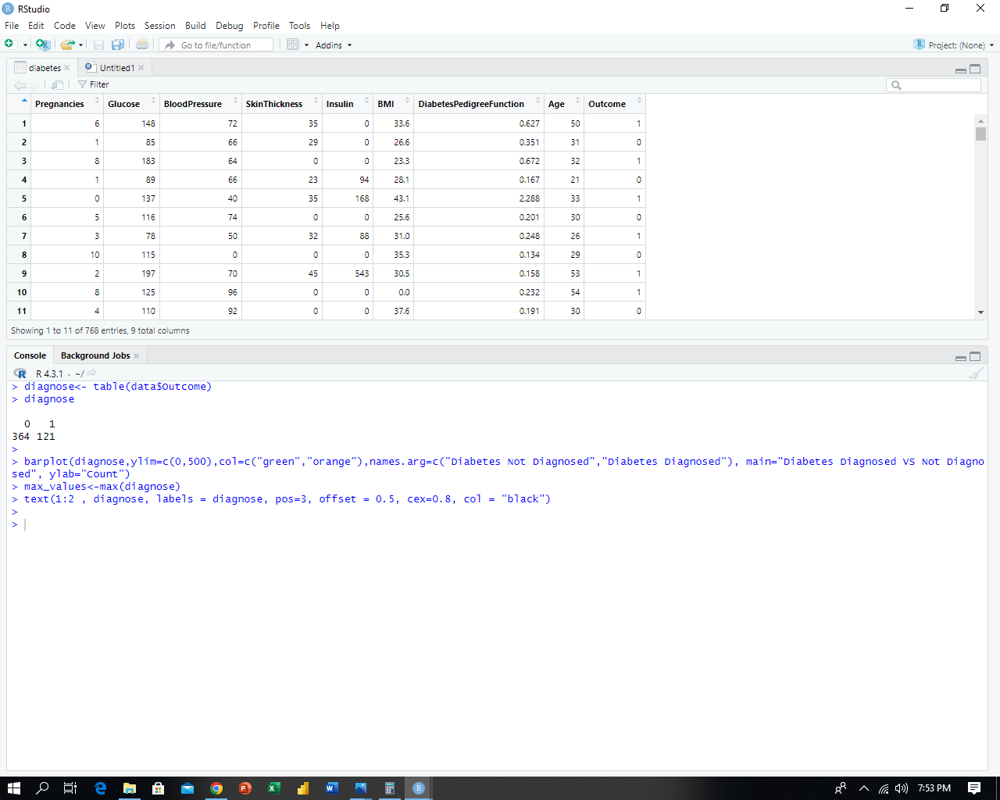 RStudio
File Edit Code View Plots Session Build Debug Profile Tools Help
Go to file/function Addins Project: (None)
diabetes Untitled1
Filter
Pregnancies Glucose BloodPressure SkinThickness Insulin BMI DiabetesPedigreeFunction Age Outcome
1 6 148 72 35 0 33.6 0.627 50 1
2 1 85 66 29 0 26.6 0.351 31 0
3 8 183 64 0 0 23.3 0.672 32 1
4 1 89 66 23 94 28.1 0.167 21 0
5 0 137 40 35 168 43.1 2.288 33 1
6 5 116 74 0 0 25.6 0.201 30 0
7 3 78 50 32 88 31.0 0.248 26 1
8 10 115 0 0 0 35.3 0.134 29 0
9 2 197 70 45 543 30.5 0.158 53 1
10 8 125 96 0 0 0.0 0.232 54 1
11 4 110 92 0 0 37.6 0.191 30 0
Showing 1 to 11 of 768 entries, 9 total columns
Console Background Jobs
R 4.3.1 · ~/
> diagnose<- table(data$Outcome)
> diagnose
0 1
364 121
>
> barplot(diagnose,ylim=c(0,500),col=c("green","orange"),names.arg=c("Diabetes Not Diagnosed","Diabetes Diagnosed"), main="Diabetes Diagnosed VS Not Diagno
sed", ylab="Count")
> max_values<-max(diagnose)
> text(1:2 , diagnose, labels = diagnose, pos=3, offset = 0.5, cex=0.8, col = "black")
>
>
7:53 PM